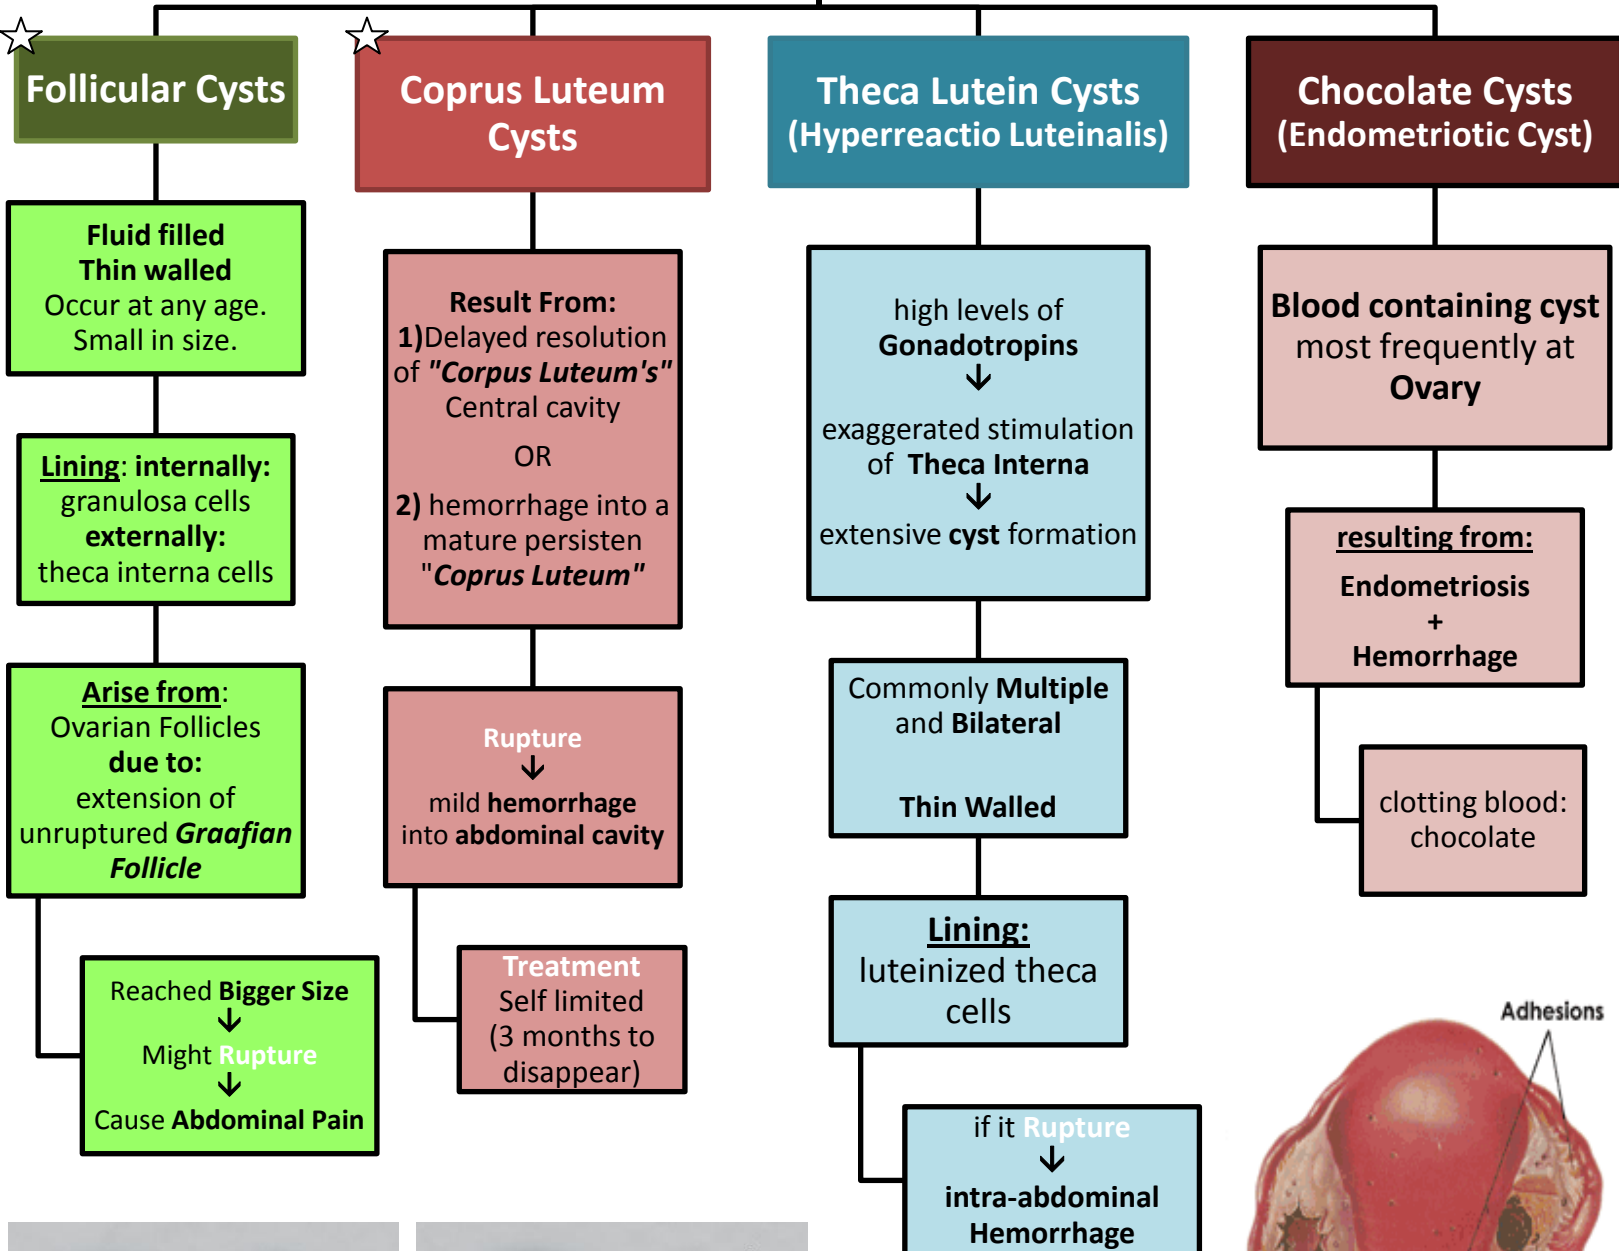 Follicular Cysts
Fluid filled
Thin walled
Occur at any age.
Small in size.
Lining: internally:
granulosa cells
externally:
theca interna cells
Arise from:
Ovarian Follicles
due to:
extension of
unruptured Graafian
Follicle
Reached Bigger Size
↓
Might Rupture
↓
Cause Abdominal Pain
Coprus Luteum
Cysts
Result From:
1)Delayed resolution
of "Corpus Luteum's"
Central cavity
OR
2) hemorrhage into a
mature persisten
"Coprus Luteum"
Rupture
↓
mild hemorrhage
into abdominal cavity
Treatment
Self limited
(3 months to
disappear)
Theca Lutein Cysts
(Hyperreactio Luteinalis)
high levels of
Gonadotropins
↓
exaggerated stimulation
of Theca Interna
↓
extensive cyst formation
Commonly Multiple
and Bilateral
Thin Walled
Lining:
luteinized theca
cells
if it Rupture
↓
intra-abdominal
Hemorrhage
Chocolate Cysts
(Endometriotic Cyst)
Blood containing cyst
most frequently at
Ovary
resulting from:
Endometriosis
+
Hemorrhage
clotting blood:
chocolate
Adhesions